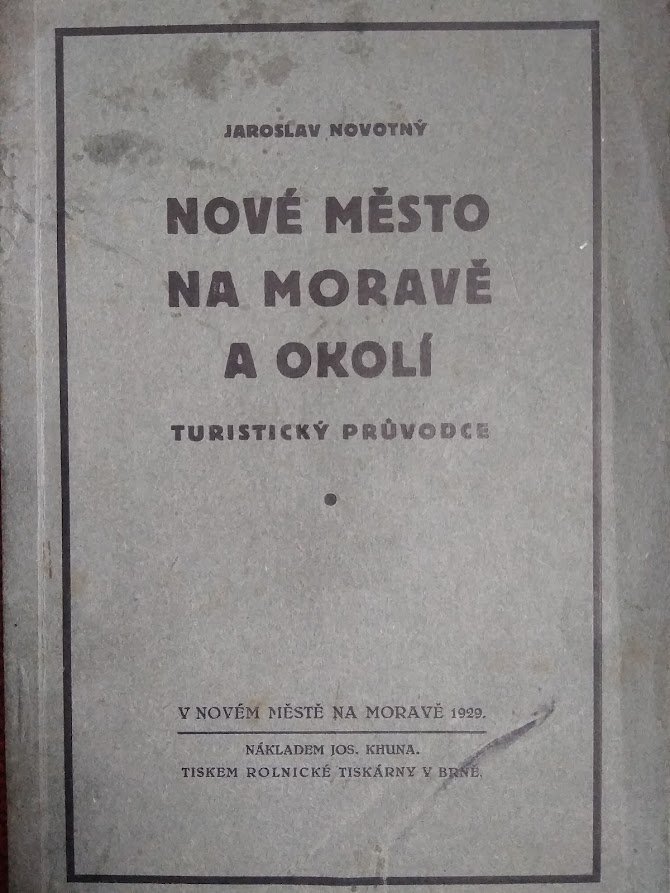 JAROSLAV NOVOTNÝ
NOVÉ MĚSTO
NA MORAVĚ
A OKOLÍ
TURISTICKÝ PRŮVODCE
V NOVÉM MĚSTĚ NA MORAVĚ 1929.
NÁKLADEM JOS. KHUNA.
TISKEM ROLNICKÉ TISKÁRNY V BRNĚ.